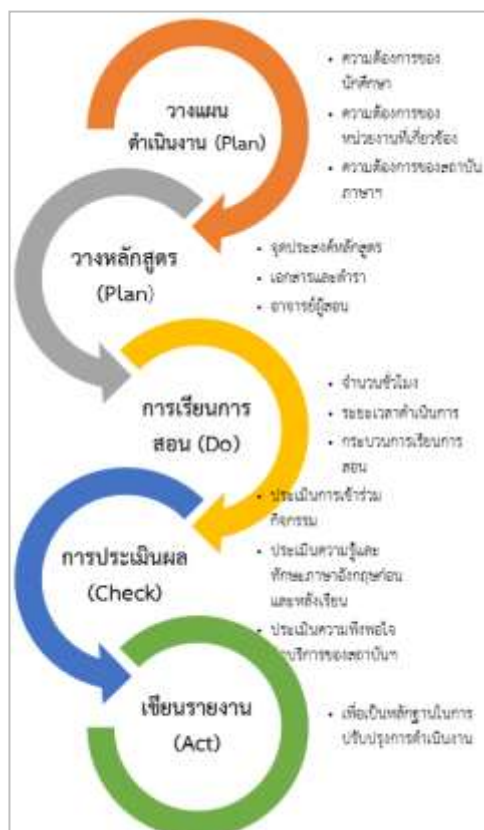 วางแผน
ดำเนินงาน (Plan)
• ความต้องการของ
นักศึกษา
• ความต้องการของ
หน่วยงานที่เกี่ยวข้อง
• ความต้องการของสถาบัน
ภาษาฯ
วางหลักสูตร
(Plan)
• จุดประสงค์หลักสูตร
• เอกสารและตำรา
• อาจารย์ผู้สอน
การเรียนการ
สอน (Do)
• จำนวนชั่วโมง
• ระยะเวลาดำเนินการ
• กระบวนการเรียนการ
สอน
การประเมินผล
(Check)
• ประเมินการเข้าร่วม
กิจกรรม
• ประเมินความรู้และ
ทักษะภาษาอังกฤษก่อน
และหลังเรียน
• ประเมินความพึงพอใจ
บริการของสถาบันฯ
เขียนรายงาน
(Act)
• เพื่อเป็นหลักฐานในการ
ปรับปรุงการดำเนินงาน